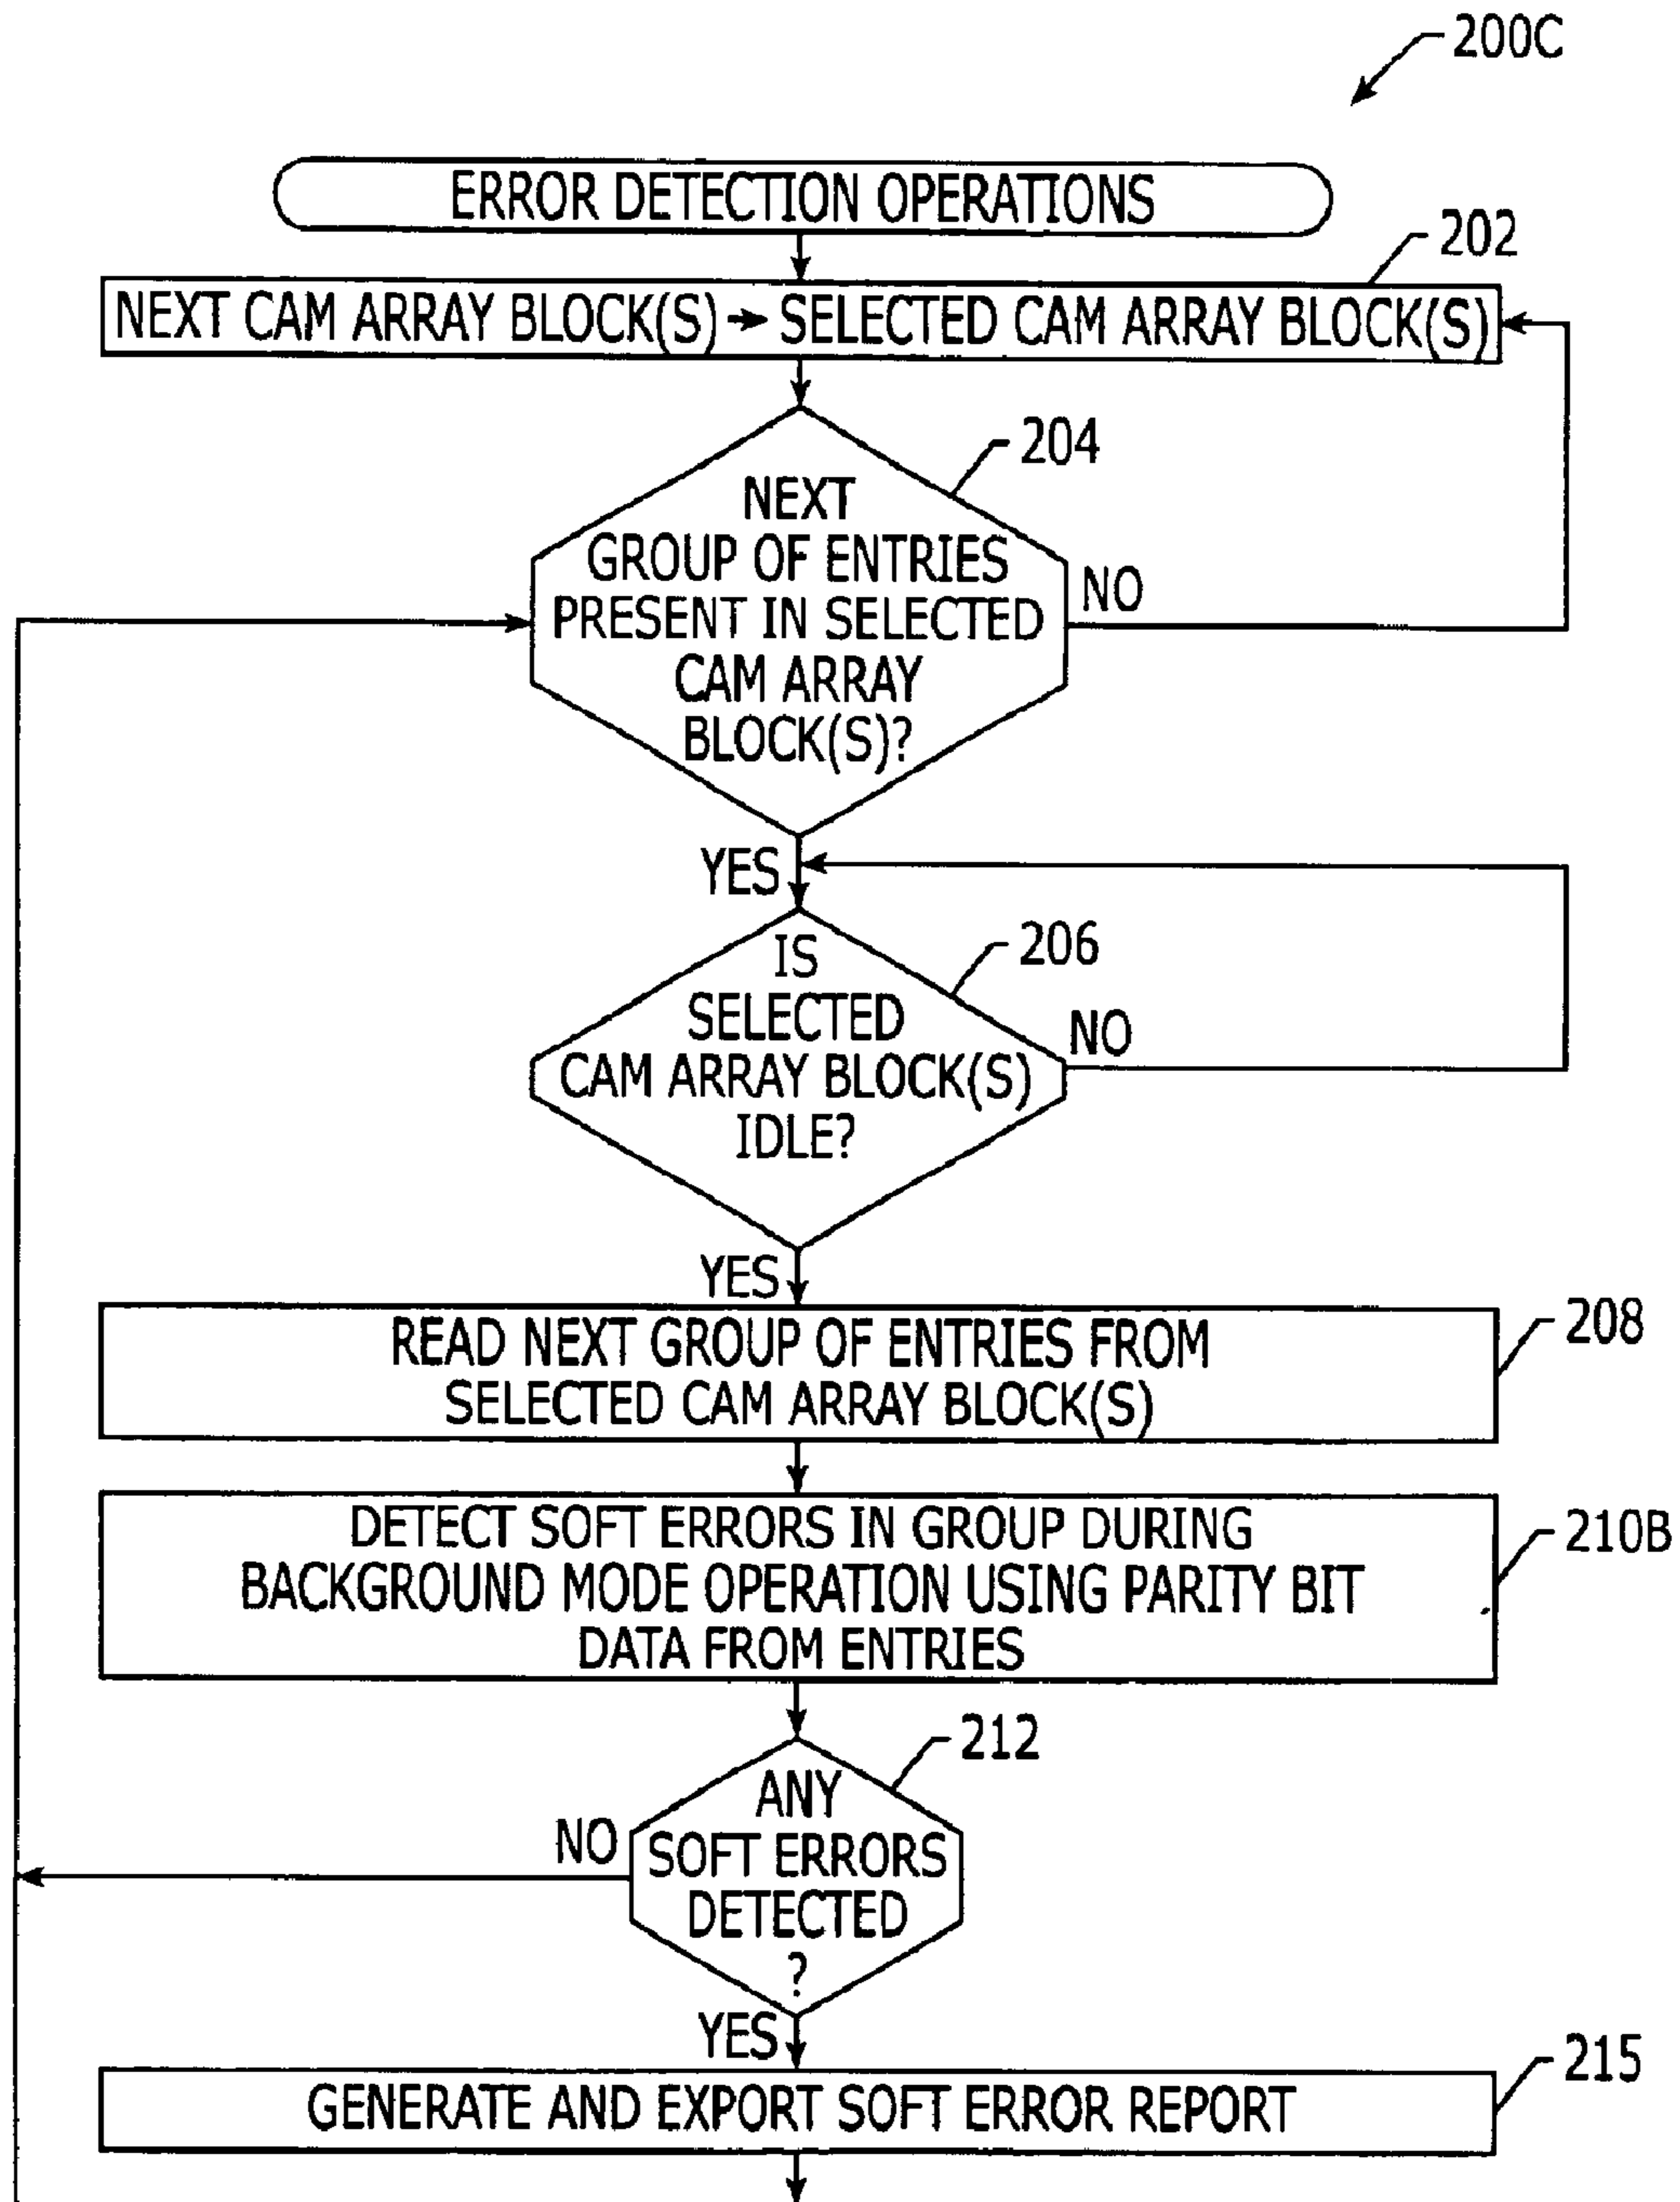 200C
ERROR DETECTION OPERATIONS
202
NEXT CAM ARRAY BLOCK(S) → SELECTED CAM ARRAY BLOCK(S)
204
NEXT
GROUP OF ENTRIES
PRESENT IN SELECTED
CAM ARRAY
BLOCK(S)?
NO
YES
206
IS
SELECTED
CAM ARRAY BLOCK(S)
IDLE?
NO
YES
208
READ NEXT GROUP OF ENTRIES FROM
SELECTED CAM ARRAY BLOCK(S)
210B
DETECT SOFT ERRORS IN GROUP DURING
BACKGROUND MODE OPERATION USING PARITY BIT
DATA FROM ENTRIES
212
ANY
SOFT ERRORS
DETECTED
?
NO
YES
215
GENERATE AND EXPORT SOFT ERROR REPORT